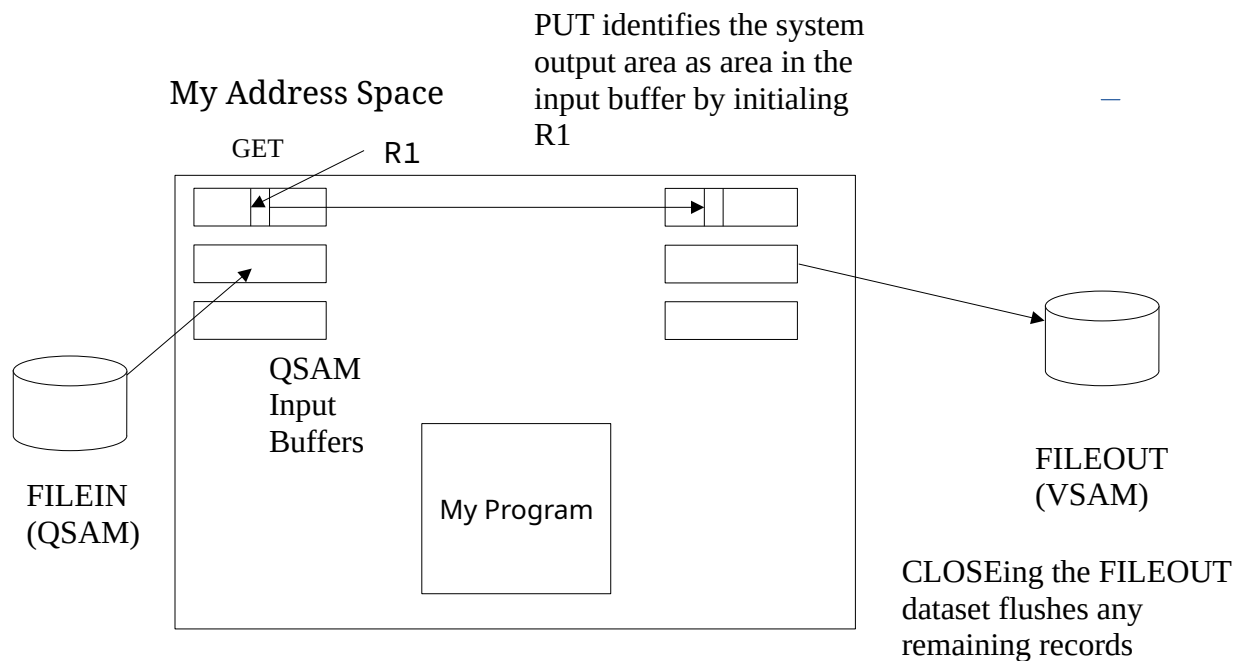 PUT identifies the system
output area as area in the
input buffer by initialing
R1
My Address Space
GET
R1
QSAM
Input
Buffers
My Program
FILEIN
(QSAM)
FILEOUT
(VSAM)
CLOSEing the FILEOUT
dataset flushes any
remaining records